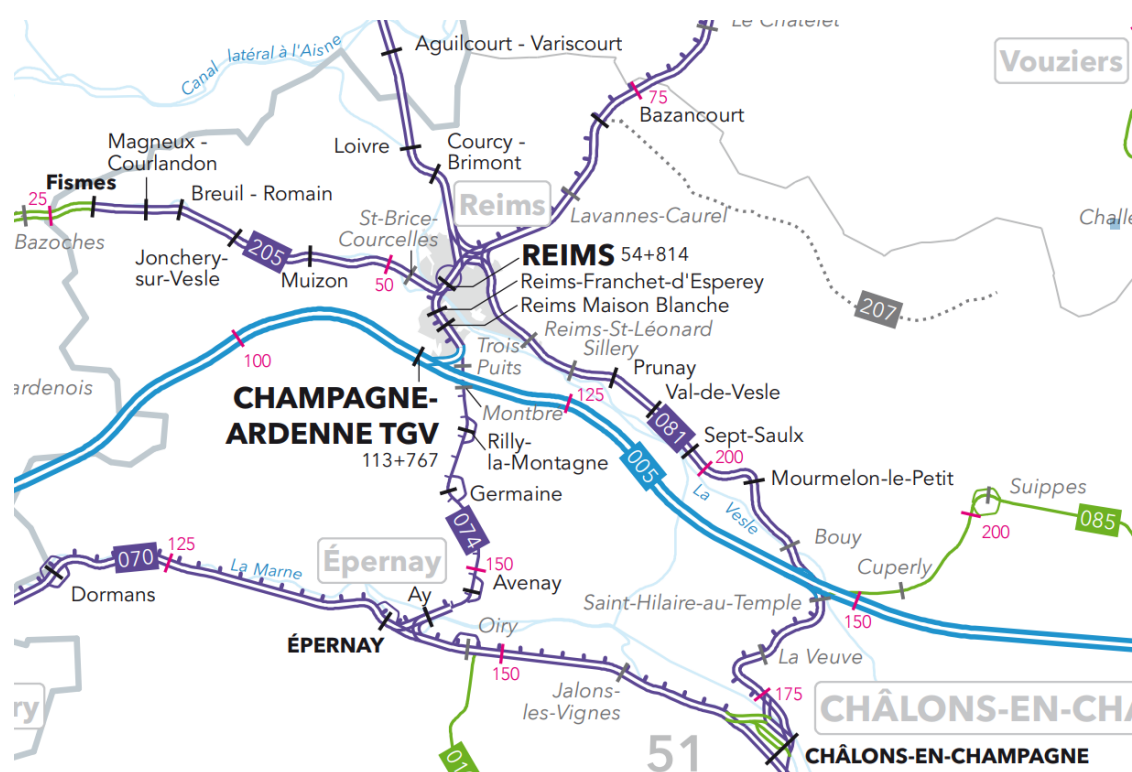 Le Châtelet
Aguilcourt - Variscourt
latéral à l'Aisne
Canal
Vouziers
75
Bazancourt
Magneux -
Courlandon
Loivre
Courcy -
Brimont
Fismes
25
Breuil - Romain
Reims
Bazoches
St-Brice-
Courcelles
Lavannes-Caurel
205
Jonchery-
sur-Vesle
Muizon
50
REIMS 54+814
Reims-Franchet-d'Esperey
Reims Maison Blanche
207
Reims-St-Léonard
Sillery
100
Trois
Puits
Prunay
ardenois
125
Val-de-Vesle
CHAMPAGNE-
ARDENNE TGV
113+767
Montbré
081
Sept-Saulx
200
Rilly-
la-Montagne
005
Mourmelon-le-Petit
Germaine
La Vesle
Suippes
200
085
074
Bouy
070
125
La Marne
Épernay
150
Avenay
Cuperly
Dormans
Ay
Saint-Hilaire-au-Temple
150
ÉPERNAY
Oiry
150
La Veuve
Jalons-
les-Vignes
175
ry
CHÂLONS-EN-CHA
51
CHÂLONS-EN-CHAMPAGNE